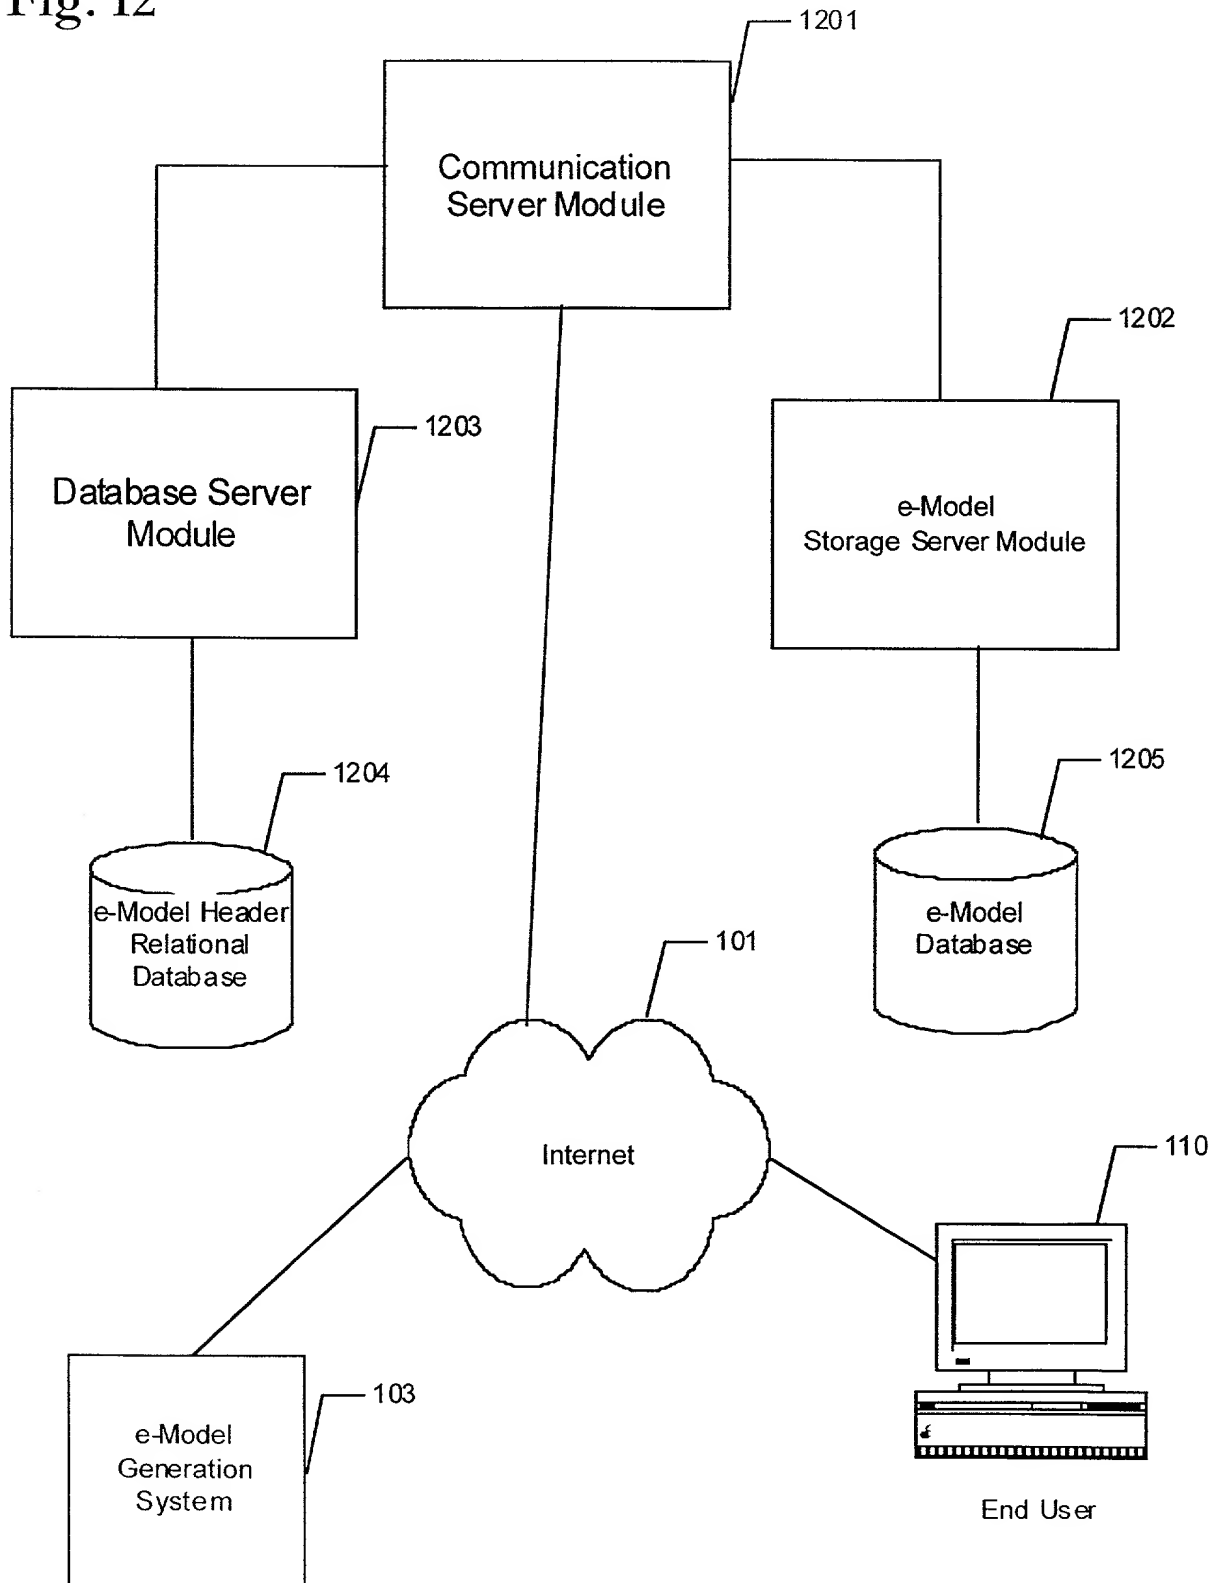 Fig. 12
1201
Communication
Server Module
1202
1203
Database Server
Module
e-Model
Storage Server Module
1204
1205
e-Model Header
Relational
Database
e-Model
Database
101
Internet
110
103
e-Model
Generation
System
End User